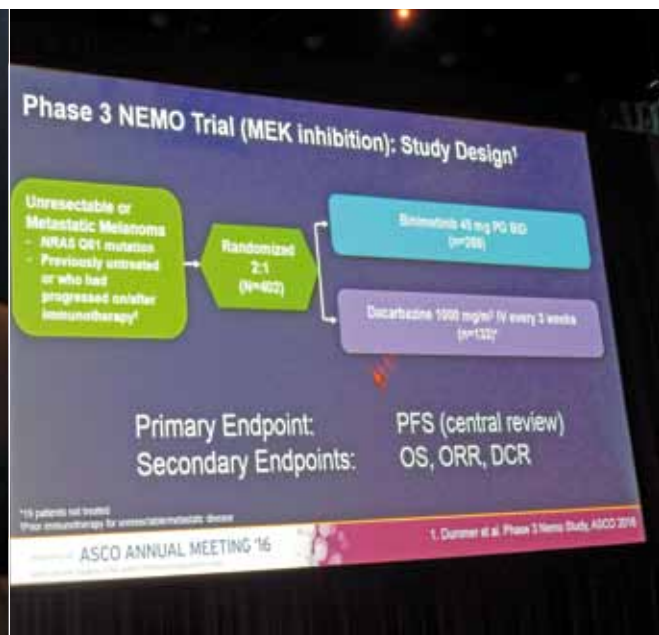 Phase 3 NEMO Trial (MEK inhibition): Study Design¹
Unresectable or
Metastatic Melanoma
- NRAS Q61 mutation
- Previously untreated
or who had
progressed on/after
immunotherapy
Randomized
2:1
(N=402)
Binimetinib 45 mg PO BID
Dacarbazine 1000 mg/m² IV every 3 weeks
(n=133)*
Primary Endpoint: PFS (central review)
Secondary Endpoints: OS, ORR, DCR
*19 patients not treated
Prior immunotherapy for unresectable/metastatic disease
ASCO ANNUAL MEETING '16
1. Dummer et al. Phase 3 Nemo Study, ASCO 2016